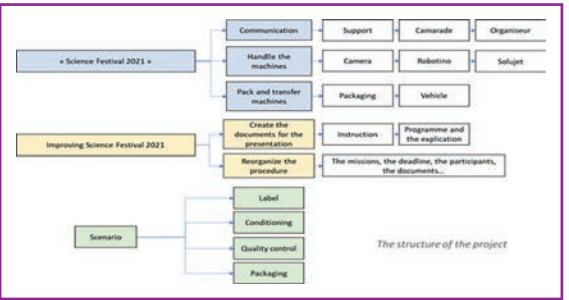 Communication
Support
Camarade
Organiseur
« Science Festival 2021 »
Handlle the
machines
Camera
Robotino
Solujet
Pack and transfer
machines
Packaging
Vehicle
Improving Science Festival 2021
Create the
documents for the
presentation
Instruction
Programme and
the explication
Reorganize the
procedure
The missions, the deadline, the participants,
the documents...
Scenario
Label
Conditioning
Quality control
Packaging
The structure of the project